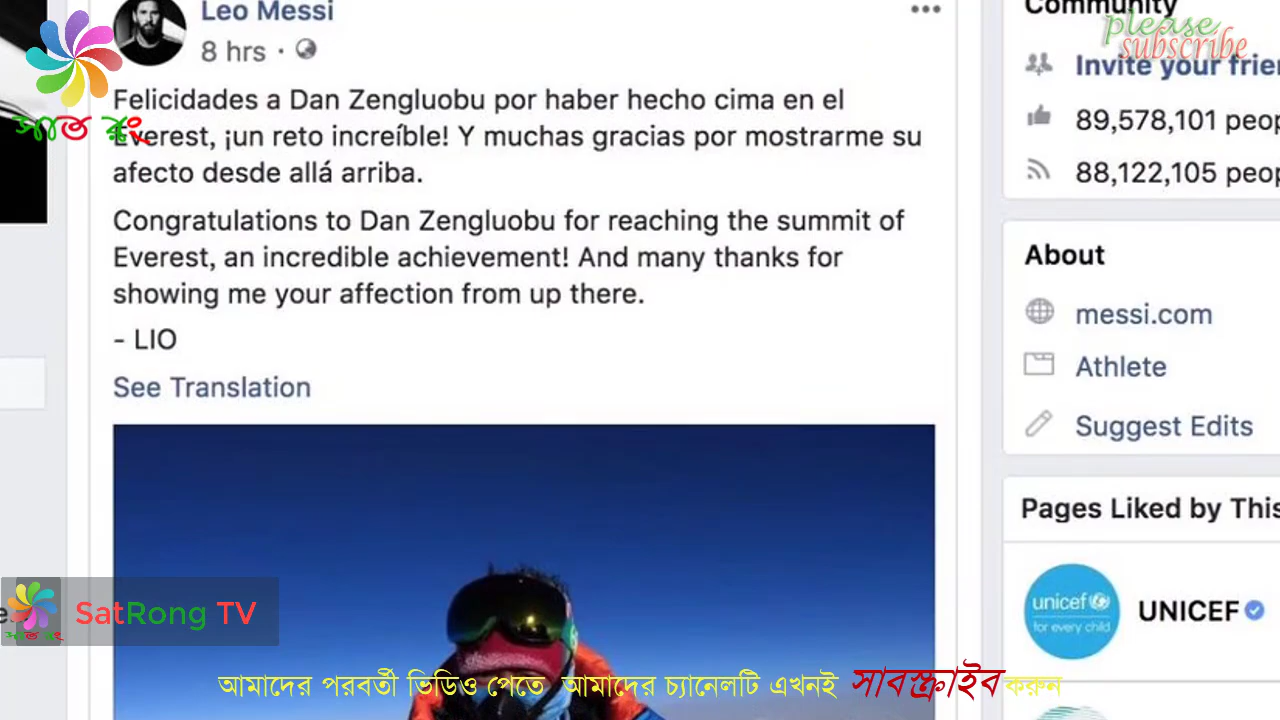 Leo Messi
8 hrs
Felicidades a Dan Zengluobu por haber hecho cima en el
Everest, ¡un reto increíble! Y muchas gracias por mostrarme su
afecto desde allá arriba.
Congratulations to Dan Zengluobu for reaching the summit of
Everest, an incredible achievement! And many thanks for
showing me your affection from up there.
- LIO
See Translation
Community
please
subscribe
Invite your frien
89,578,101 peop
88,122,105 peop
About
messi.com
Athlete
Suggest Edits
Pages Liked by This
unicef
for every child
UNICEF
সাত রং
সাত রং
SatRong TV
আমাদের পরবর্তী ভিডিও পেতে আমাদের চ্যানেলটি এখনই সাবস্ক্রাইব করুন